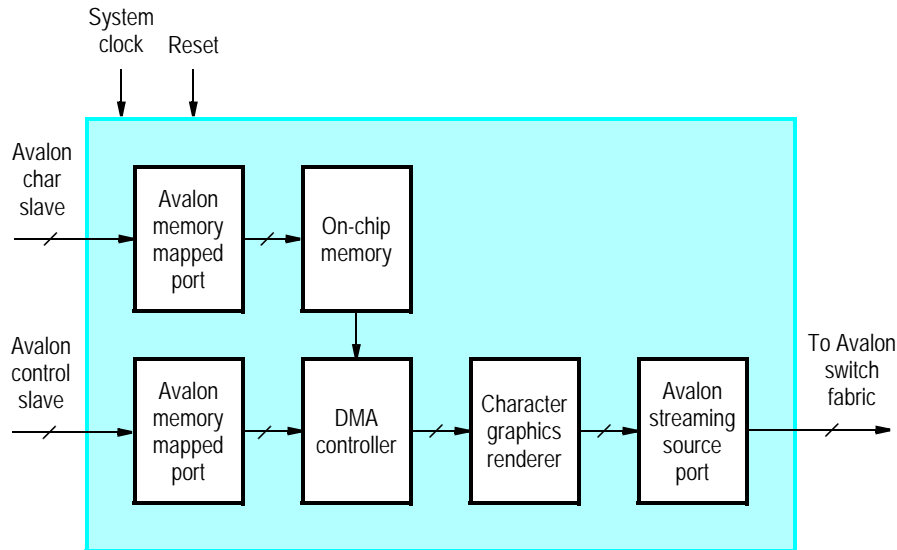 System
clock
Reset
Avalon
char
slave
Avalon
memory
mapped
port
On-chip
memory
Avalon
control
slave
Avalon
memory
mapped
port
DMA
controller
Character
graphics
renderer
Avalon
streaming
source
port
To Avalon
switch
fabric